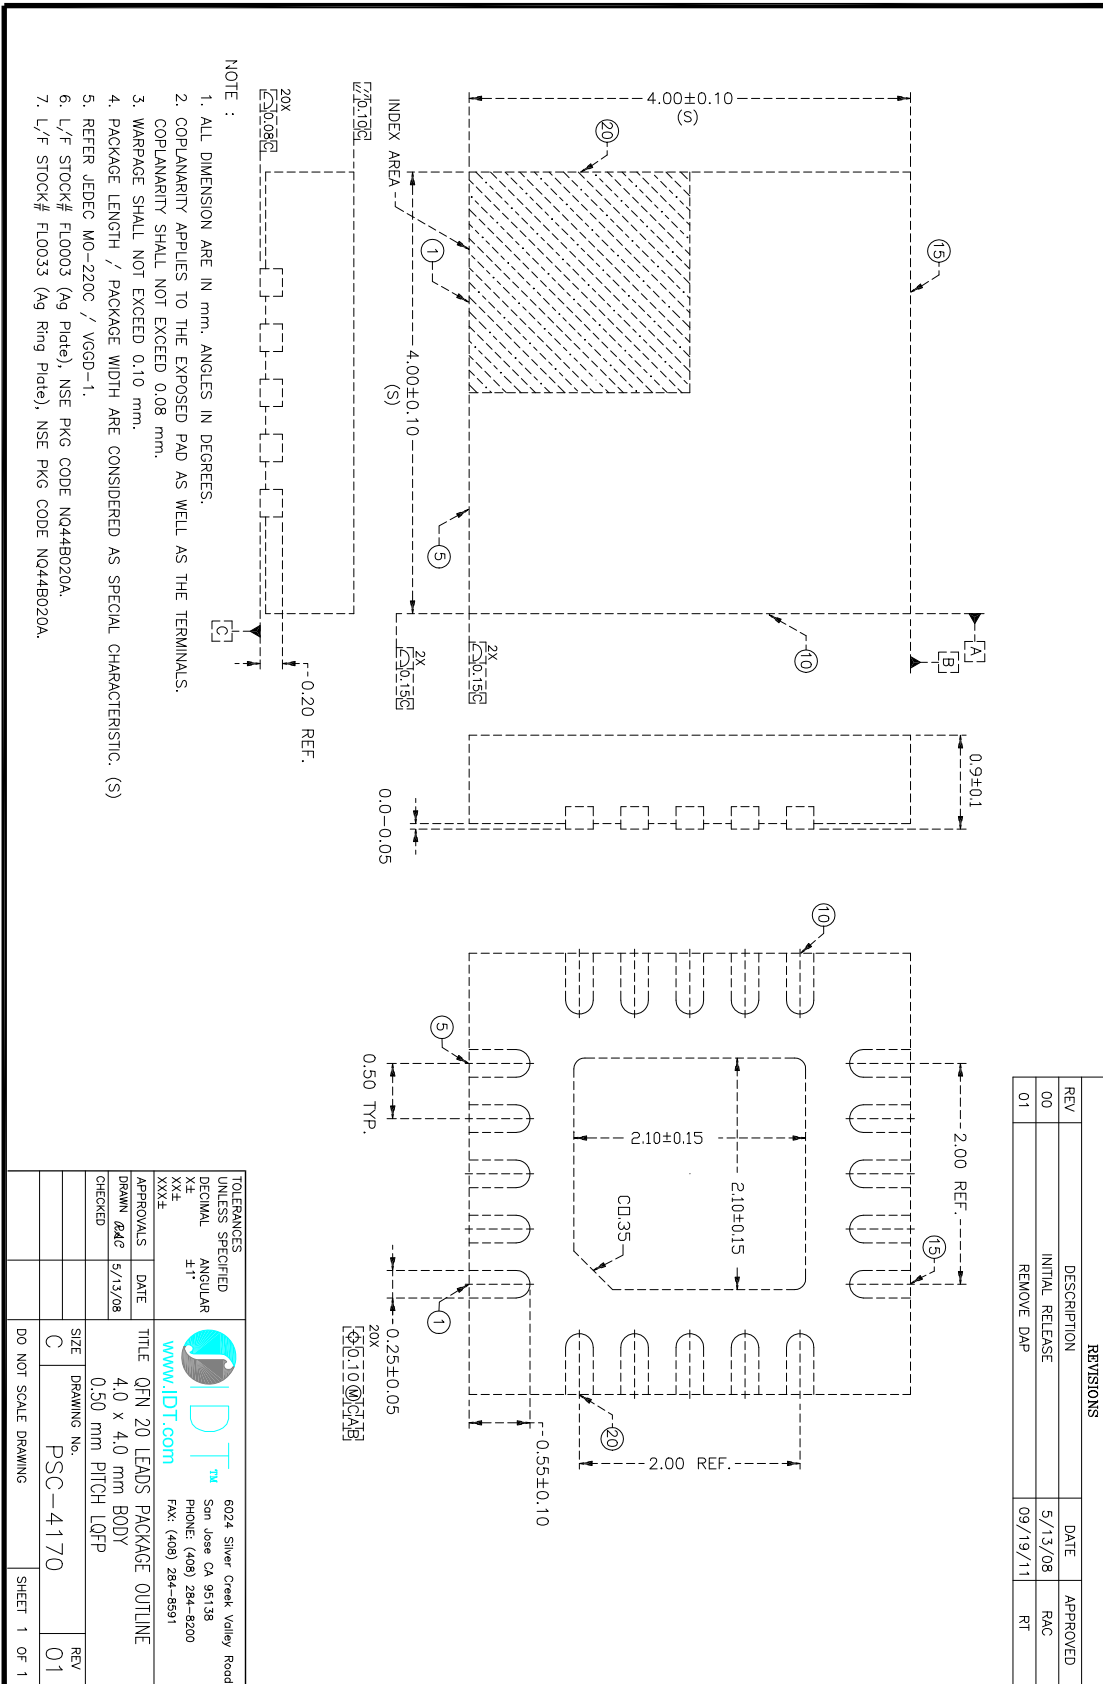 REVISIONS
REV DESCRIPTION DATE APPROVED
00 INITIAL RELEASE 5/13/08 RAC
01 REMOVE DAP 09/19/11 RT
4.00±0.10
(S)
20
15
INDEX AREA
1
4.00±0.10
(S)
5
10
A
B
2X
0.15 C
2X
0.15 C
// 0.10 C
20X
0.08 C
C
0.20 REF.
0.9±0.1
0.0-0.05
10
5
0.50 TYP.
2.00 REF.
2.10±0.15
2.10±0.15
C0.35
15
1
0.25±0.05
20X
0.10 M C A B
20
2.00 REF.
0.55±0.10
NOTE :
1. ALL DIMENSION ARE IN mm. ANGLES IN DEGREES.
2. COPLANARITY APPLIES TO THE EXPOSED PAD AS WELL AS THE TERMINALS.
COPLANARITY SHALL NOT EXCEED 0.08 mm.
3. WARPAGE SHALL NOT EXCEED 0.10 mm.
4. PACKAGE LENGTH / PACKAGE WIDTH ARE CONSIDERED AS SPECIAL CHARACTERISTIC. (S)
5. REFER JEDEC MO-220C / VGGD-1.
6. L/F STOCK# FL0003 (Ag Plate), NSE PKG CODE NQ44B020A.
7. L/F STOCK# FL0033 (Ag Ring Plate), NSE PKG CODE NQ44B020A.
TOLERANCES
UNLESS SPECIFIED
DECIMAL ANGULAR
X± ±1°
XX±
XXX±
APPROVALS DATE
DRAWN RAC 5/13/08
CHECKED
IDT TM
www.IDT.com
6024 Silver Creek Valley Road
San Jose CA 95138
PHONE: (408) 284-8200
FAX: (408) 284-8591
TITLE QFN 20 LEADS PACKAGE OUTLINE
4.0 x 4.0 mm BODY
0.50 mm PITCH LQFP
SIZE DRAWING No. REV
C PSC-4170 01
DO NOT SCALE DRAWING SHEET 1 OF 1